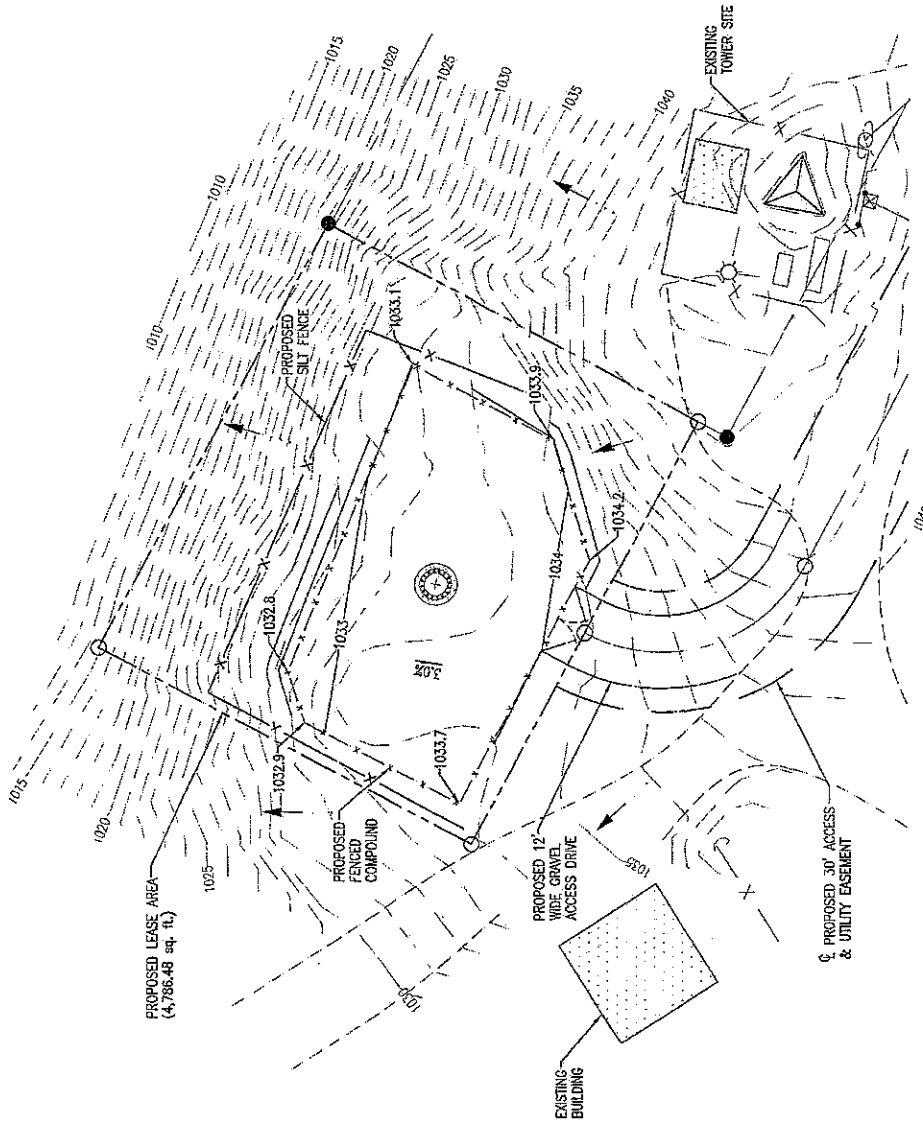 1015
1020
1025
1030
1035
1040
EXISTING
TOWER SITE
1010
1010
PROPOSED
SILT FENCE
1033.1
1033.9
1032.8
1033
1034
1034.2
3.0%
1015
1020
1025
1032.9
1033.7
PROPOSED LEASE AREA
(4,786.48 sq. ft.)
PROPOSED
FENCED
COMPOUND
1030
1035
1040
PROPOSED 12'
WIDE GRAVEL
ACCESS DRIVE
EXISTING
BUILDING
℄ PROPOSED 30' ACCESS
& UTILITY EASEMENT